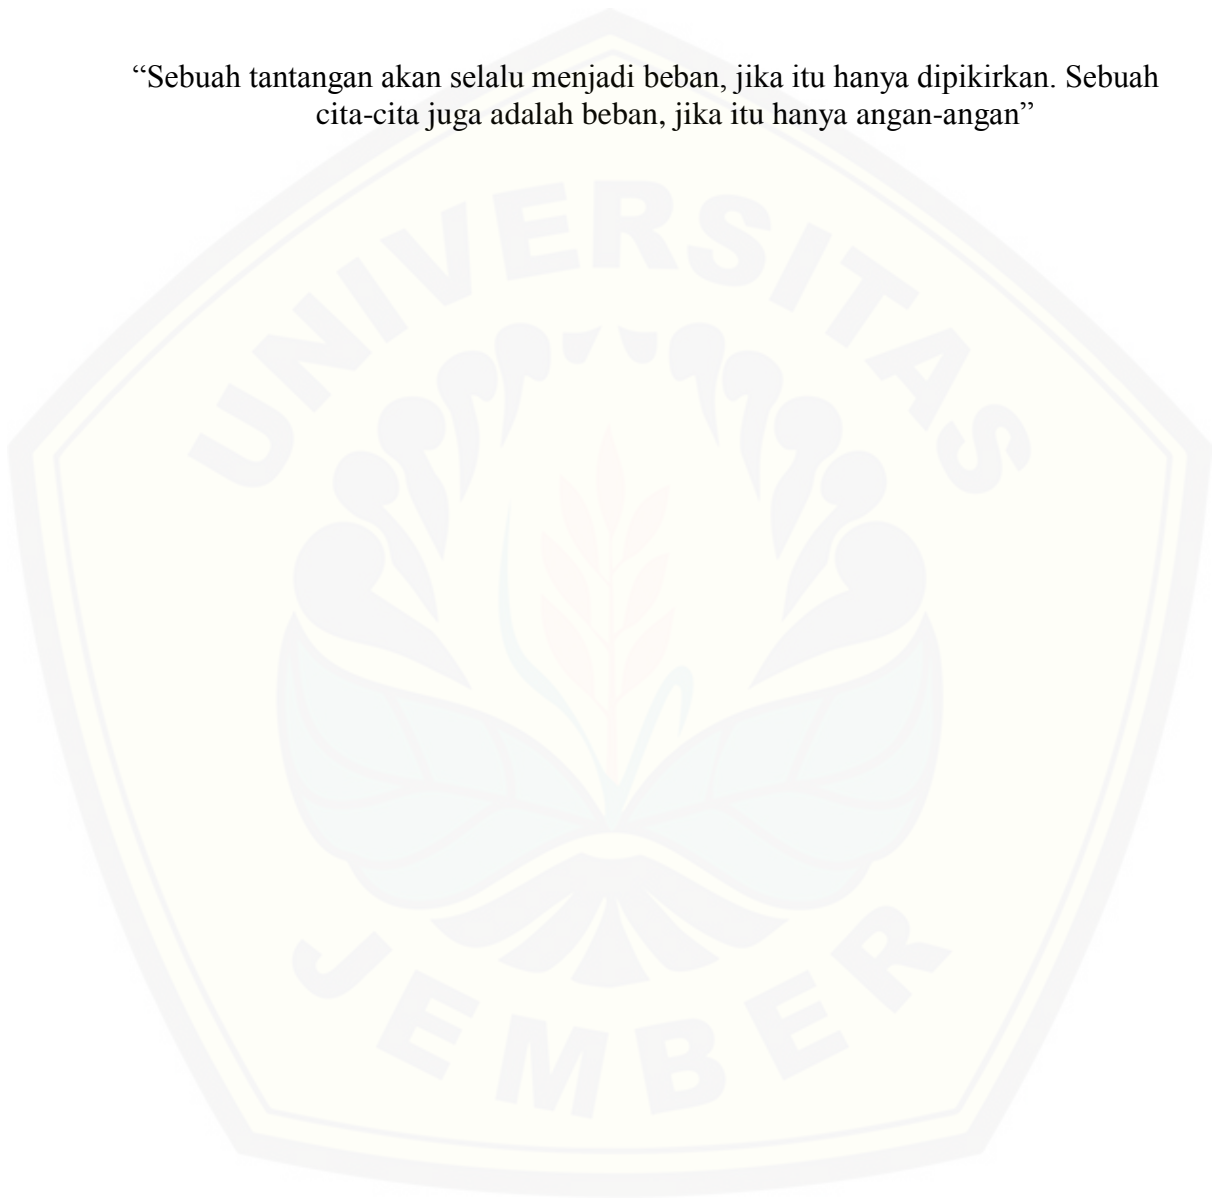 “Sebuah tantangan akan selalu menjadi beban, jika itu hanya dipikirkan. Sebuah
cita-cita juga adalah beban, jika itu hanya angan-angan”
UNIVERSITAS
JEMBER